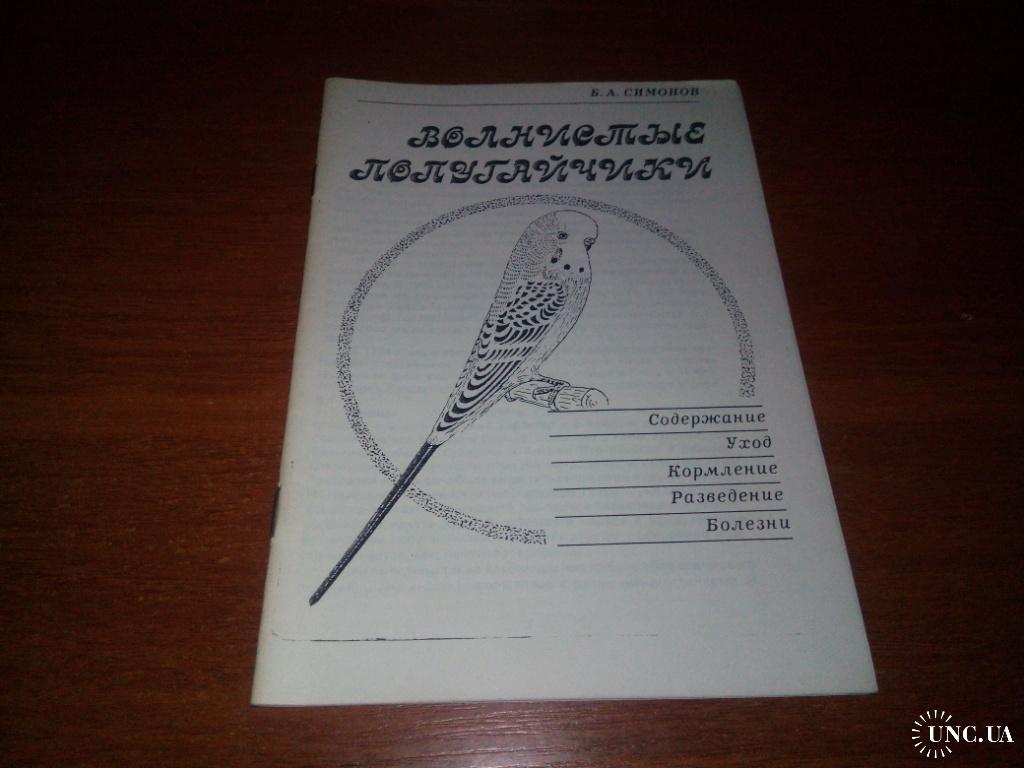 Б. А. СИМОНОВ
ВОЛНИСТЫЕ
ПОПУГАЙЧИКИ
Содержание
Уход
Кормление
Разведение
Болезни
UNC.UA